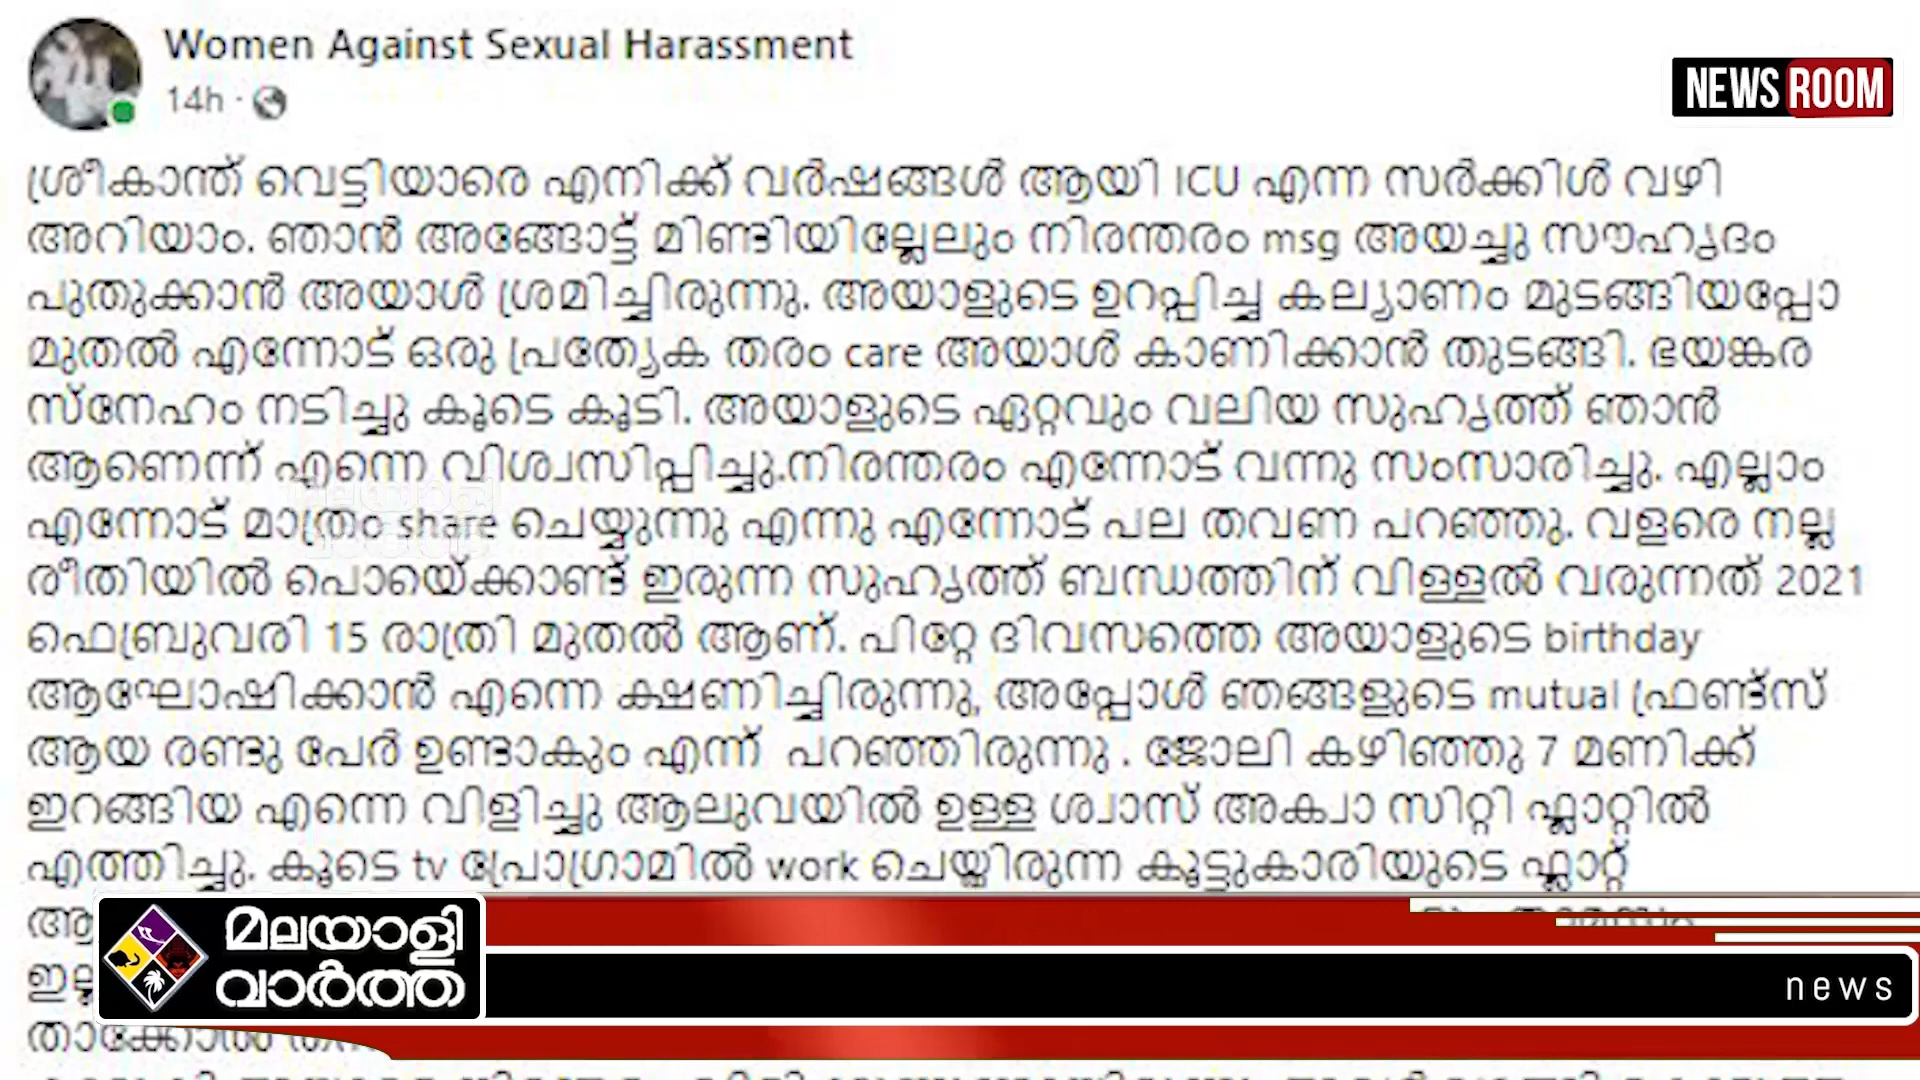 Women Against Sexual Harassment
14h ·
NEWS ROOM
ശ്രീകാന്ത് വെട്ടിയാരെ എനിക്ക് വർഷങ്ങൾ ആയി ICU എന്ന സർക്കിൾ വഴി
അറിയാം. ഞാൻ അങ്ങോട്ട് മിണ്ടിയില്ലേലും നിരന്തരം msg അയച്ചു സൗഹൃദം
പുതുക്കാൻ അയാൾ ശ്രമിച്ചിരുന്നു. അയാളുടെ ഉറപ്പിച്ച കല്യാണം മുടങ്ങിയപ്പോ
മുതൽ എന്നോട് ഒരു പ്രത്യേക തരം care അയാൾ കാണിക്കാൻ തുടങ്ങി. ഭയങ്കര
സ്നേഹം നടിച്ചു കൂടെ കൂടി. അയാളുടെ ഏറ്റവും വലിയ സുഹൃത്ത് ഞാൻ
ആണെന്ന് എന്നെ വിശ്വസിപ്പിച്ചു.നിരന്തരം എന്നോട് വന്നു സംസാരിച്ചു. എല്ലാം
എന്നോട് മാത്രം share ചെയ്യുന്നു എന്നു എന്നോട് പല തവണ പറഞ്ഞു. വളരെ നല്ല
രീതിയിൽ പൊയ്ക്കൊണ്ട് ഇരുന്ന സുഹൃത്ത് ബന്ധത്തിന് വിള്ളൽ വരുന്നത് 2021
ഫെബ്രുവരി 15 രാത്രി മുതൽ ആണ്. പിറ്റേ ദിവസത്തെ അയാളുടെ birthday
ആഘോഷിക്കാൻ എന്നെ ക്ഷണിച്ചിരുന്നു, അപ്പോൾ ഞങ്ങളുടെ mutual ഫ്രണ്ട്സ്
ആയ രണ്ടു പേർ ഉണ്ടാകും എന്ന് പറഞ്ഞിരുന്നു . ജോലി കഴിഞ്ഞു 7 മണിക്ക്
ഇറങ്ങിയ എന്നെ വിളിച്ചു ആലുവയിൽ ഉള്ള ശ്വാസ് അക്വാ സിറ്റി ഫ്ലാറ്റിൽ
എത്തിച്ചു. കൂടെ tv പ്രോഗ്രാമിൽ work ചെയ്തിരുന്ന കൂട്ടുകാരിയുടെ ഫ്ലാറ്റ്
മലയാളി
വാർത്ത
news
താക്കോൽ